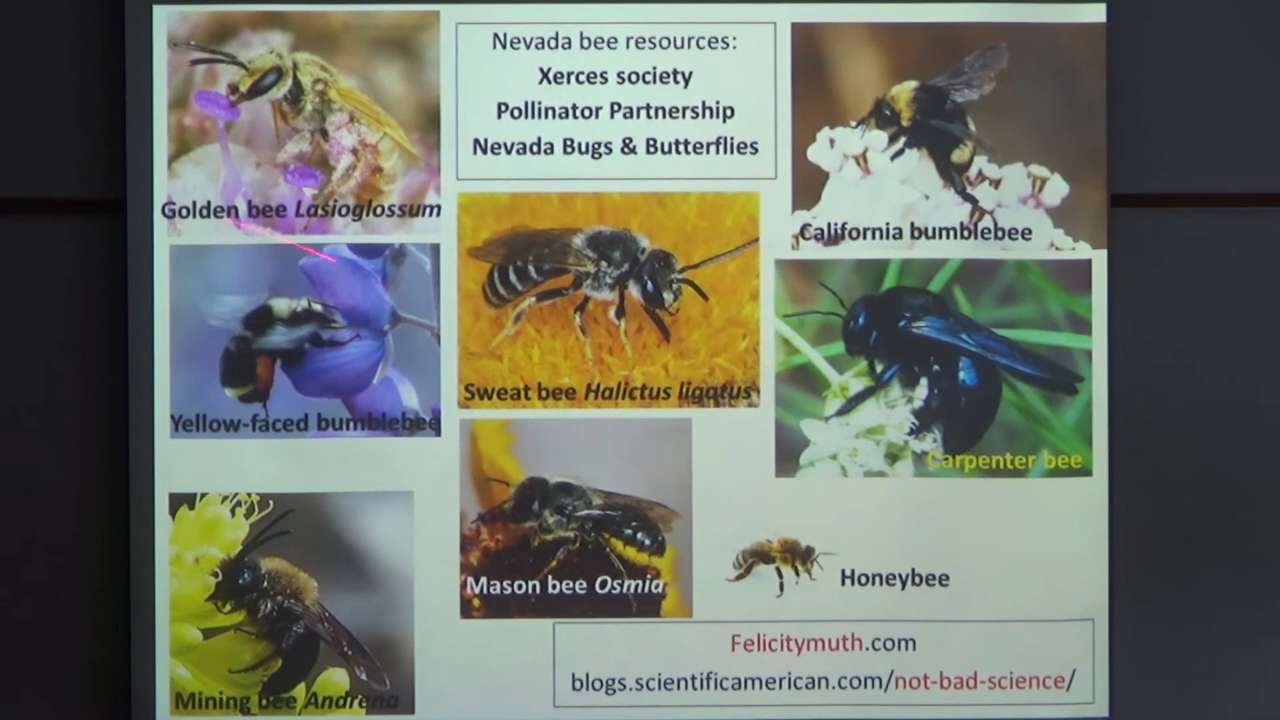 Nevada bee resources:
Xerces society
Pollinator Partnership
Nevada Bugs & Butterflies
Golden bee Lasioglossum
California bumblebee
Sweat bee Halictus ligatus
Yellow-faced bumblebee
Carpenter bee
Mason bee Osmia
Honeybee
Mining bee Andrena
Felicitymuth.com
blogs.scientificamerican.com/not-bad-science/